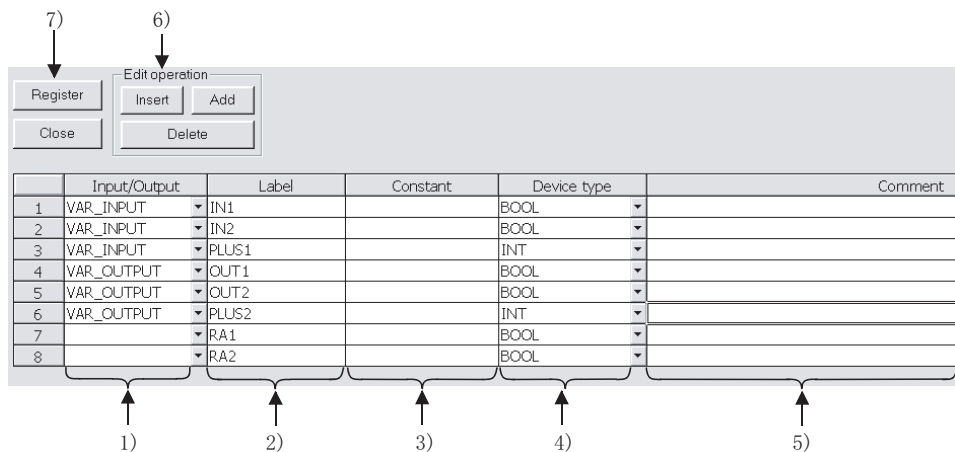 7) 6)
Edit operation
Register Insert Add
Close Delete
Input/Output Label Constant Device type Comment
1 VAR_INPUT IN1 BOOL
2 VAR_INPUT IN2 BOOL
3 VAR_INPUT PLUS1 INT
4 VAR_OUTPUT OUT1 BOOL
5 VAR_OUTPUT OUT2 BOOL
6 VAR_OUTPUT PLUS2 INT
7 RA1 BOOL
8 RA2 BOOL
1) 2) 3) 4) 5)